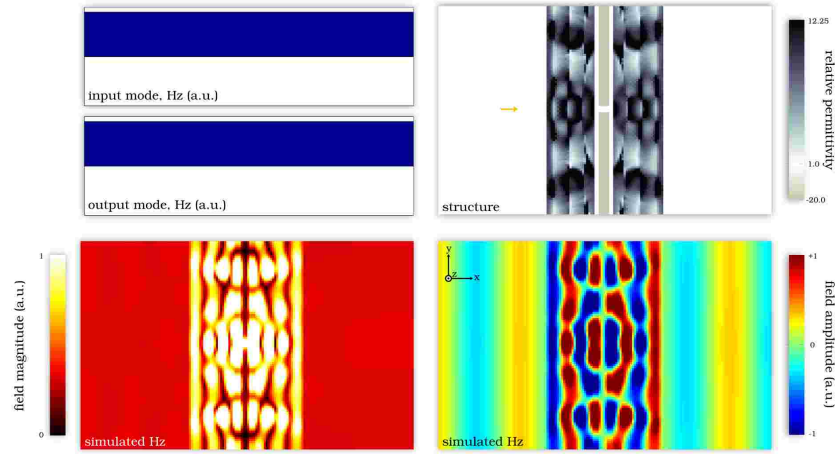 input mode, Hz (a.u.)
output mode, Hz (a.u.)
structure
12.25
1.0
-20.0
relative permittivity
field magnitude (a.u.)
1
0
simulated Hz
y
z
x
simulated Hz
+1
0
-1
field amplitude (a.u.)